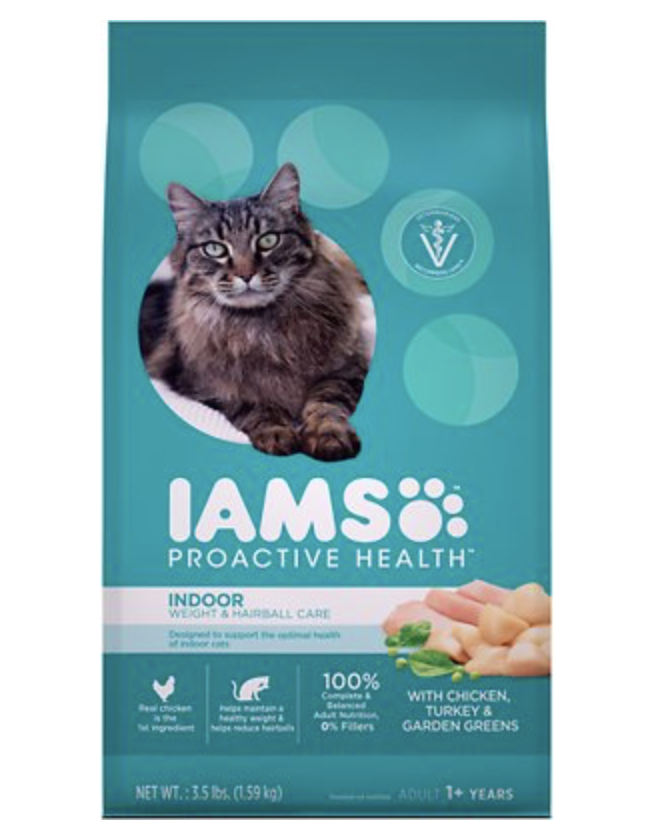 V
IAMS™
PROACTIVE HEALTH™
INDOOR
WEIGHT & HAIRBALL CARE
Designed to support the optimal health
of indoor cats
Real chicken
is the
1st ingredient
Helps maintain a
healthy weight &
helps reduce hairballs
100%
Complete &
Balanced
Adult Nutrition,
0% Fillers
WITH CHICKEN,
TURKEY &
GARDEN GREENS
NET WT.: 3.5 lbs. (1.59 kg)
ADULT 1+ YEARS